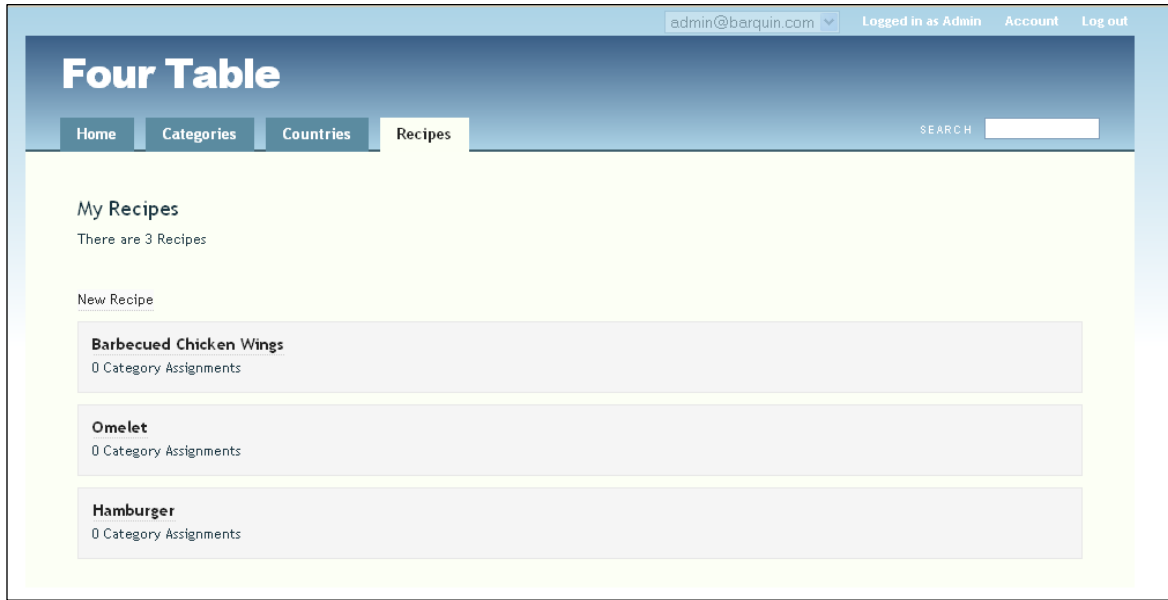 admin@barquin.com Logged in as Admin Account Log out
Four Table
Home Categories Countries Recipes SEARCH
My Recipes
There are 3 Recipes
New Recipe
Barbecued Chicken Wings
0 Category Assignments
Omelet
0 Category Assignments
Hamburger
0 Category Assignments